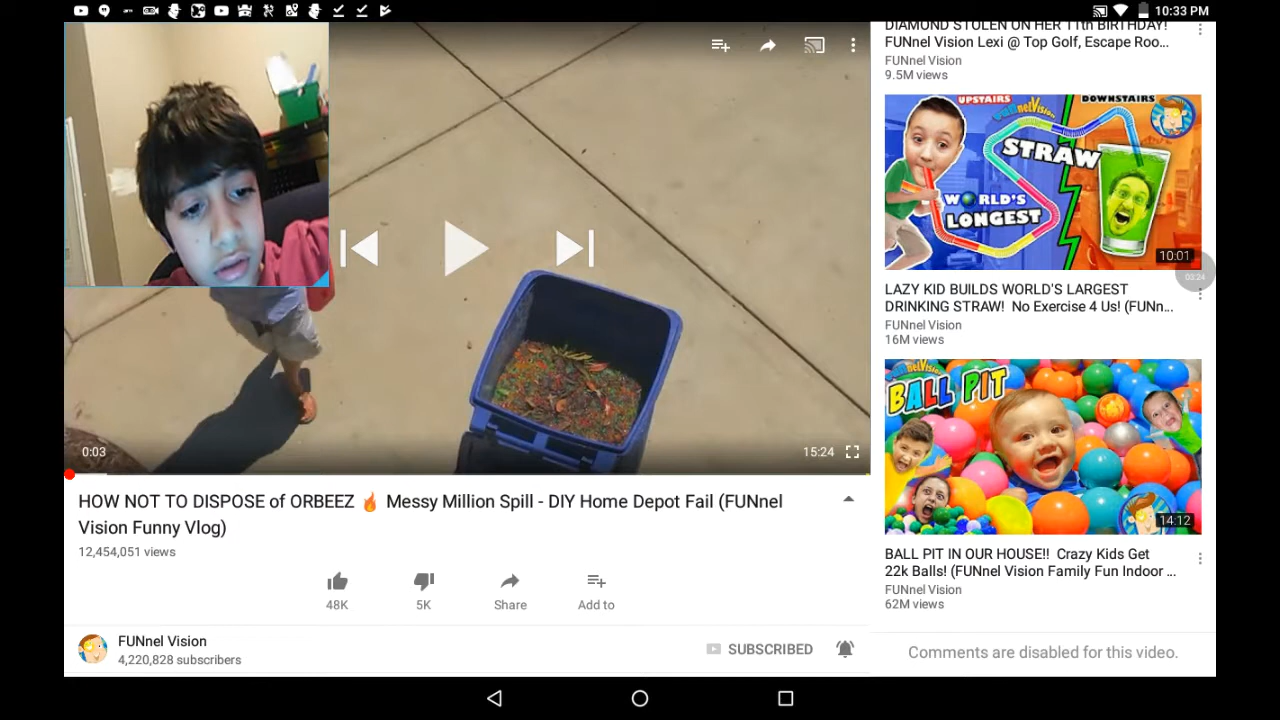 10:33 PM
0:03
15:24
HOW NOT TO DISPOSE of ORBEEZ 🔥 Messy Million Spill - DIY Home Depot Fail (FUNnel
Vision Funny Vlog)
12,454,051 views
48K
5K
Share
Add to
FUNnel Vision
4,220,828 subscribers
SUBSCRIBED
DIAMOND STOLEN ON HER 11th BIRTHDAY!
FUNnel Vision Lexi @ Top Golf, Escape Roo...
FUNnel Vision
9.5M views
UPSTAIRS
FunnelVision
DOWNSTAIRS
STRAW
WORLD'S
LONGEST
10:01
03:24
LAZY KID BUILDS WORLD'S LARGEST
DRINKING STRAW! No Exercise 4 Us! (FUNn...
FUNnel Vision
16M views
FunnelVision
BALL PIT
14:12
BALL PIT IN OUR HOUSE!! Crazy Kids Get
22k Balls! (FUNnel Vision Family Fun Indoor ...
FUNnel Vision
62M views
Comments are disabled for this video.